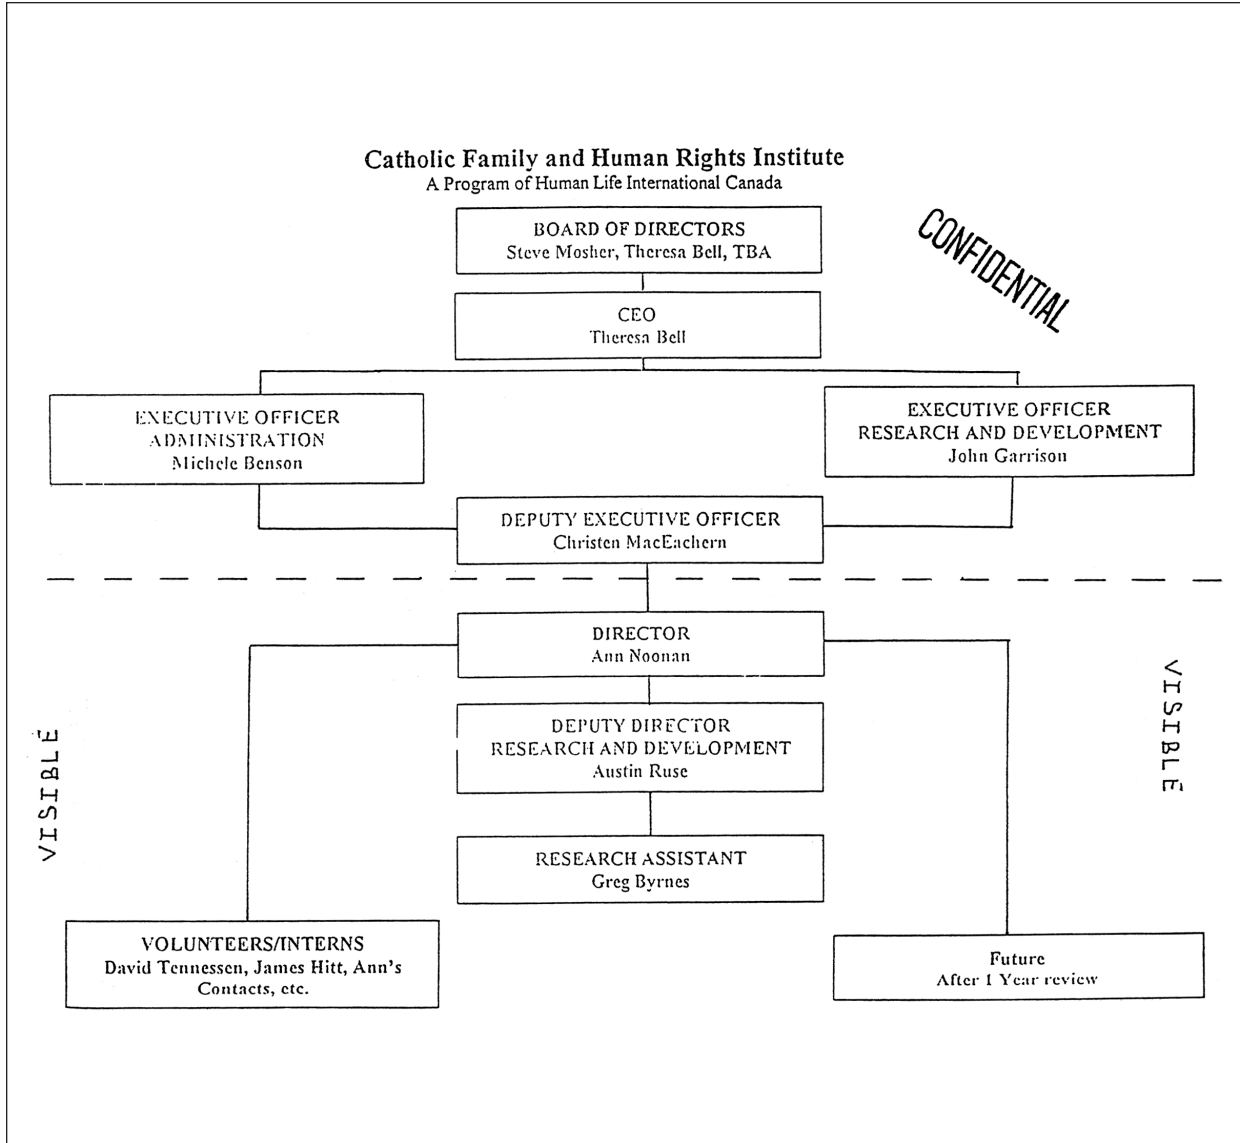 Catholic Family and Human Rights Institute
A Program of Human Life International Canada
CONFIDENTIAL
BOARD OF DIRECTORS
Steve Mosher, Theresa Bell, TBA
CEO
Theresa Bell
EXECUTIVE OFFICER
ADMINISTRATION
Michele Benson
EXECUTIVE OFFICER
RESEARCH AND DEVELOPMENT
John Garrison
DEPUTY EXECUTIVE OFFICER
Christen MacEachern
DIRECTOR
Ann Noonan
VISIBLE
VISIBLE
DEPUTY DIRECTOR
RESEARCH AND DEVELOPMENT
Austin Ruse
RESEARCH ASSISTANT
Greg Byrnes
VOLUNTEERS/INTERNS
David Tennessen, James Hitt, Ann's
Contacts, etc.
Future
After 1 Year review